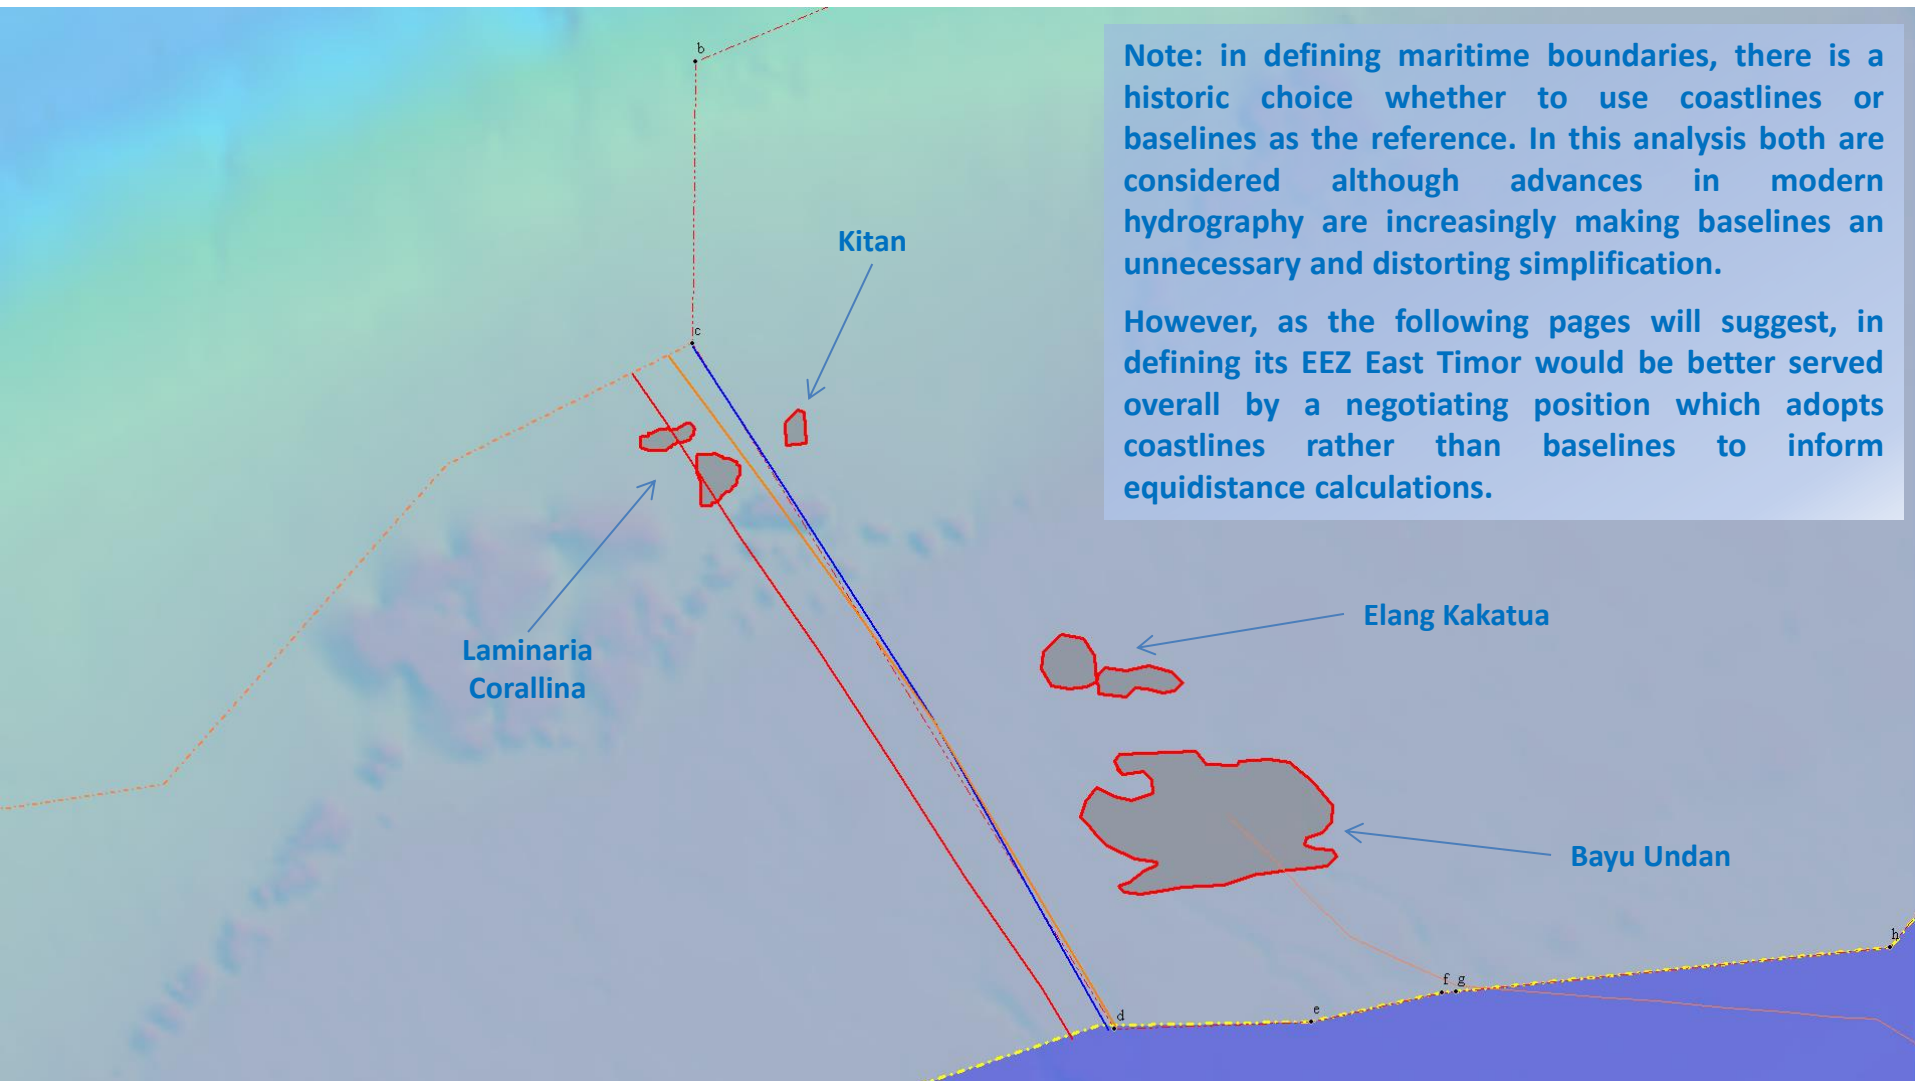 b
Note: in defining maritime boundaries, there is a
historic choice whether to use coastlines or
baselines as the reference. In this analysis both are
considered although advances in modern
hydrography are increasingly making baselines an
unnecessary and distorting simplification.
However, as the following pages will suggest, in
defining its EEZ East Timor would be better served
overall by a negotiating position which adopts
coastlines rather than baselines to inform
equidistance calculations.
Kitan
c
Elang Kakatua
Laminaria
Corallina
Bayu Undan
h
f g
e
d